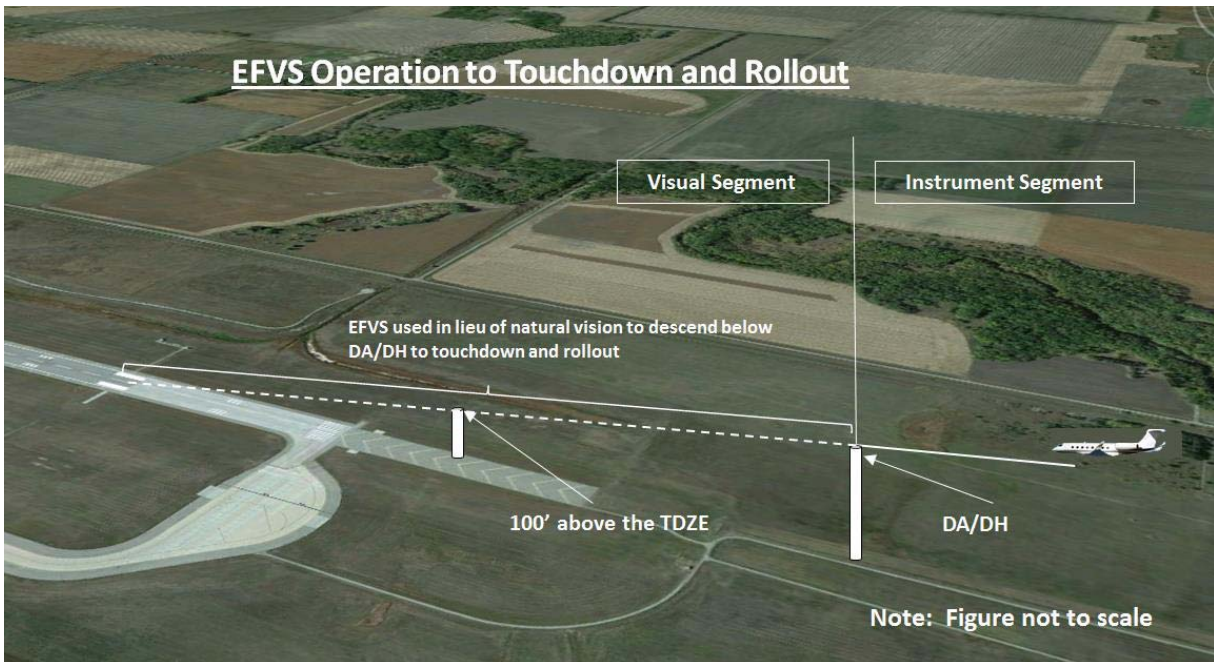 EFVS Operation to Touchdown and Rollout
Visual Segment
Instrument Segment
EFVS used in lieu of natural vision to descend below
DA/DH to touchdown and rollout
100’ above the TDZE
DA/DH
Note: Figure not to scale